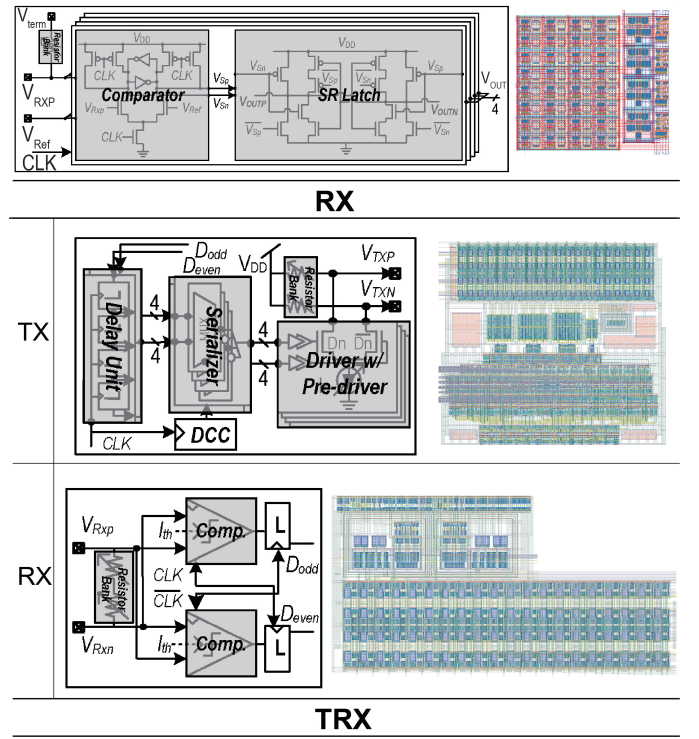 V_term
Resistor Bank
V_RXP
V_Ref
CLK
V_DD
CLK
CLK
Comparator
V_Rxp
V_Ref
CLK
V_Sp
V_Sn
V_DD
V_Sn
V_Sp
V_Sn
V_Sp
SR Latch
V_OUTP
V_OUTN
V_Sp
V_Sn
V_OUT
4
RX
TX
D_odd
D_even
Delay Unit
4
4
CLK
Serializer
DCC
4
4
V_DD
Resistor Bank
V_TXP
V_TXN
Dn
Dn
Driver w/
Pre-driver
RX
V_Rxp
V_Rxn
Resistor Bank
I_th
Comp.
L
CLK
CLK
D_odd
D_even
I_th
Comp.
L
TRX